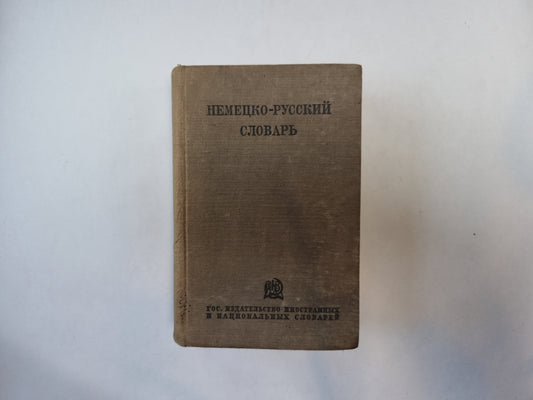 НЕМЕЦКО-РУССКИЙ
СЛОВАРЬ
ГОС. ИЗДАТЕЛЬСТВО ИНОСТРАННЫХ
И НАЦИОНАЛЬНЫХ СЛОВАРЕЙ